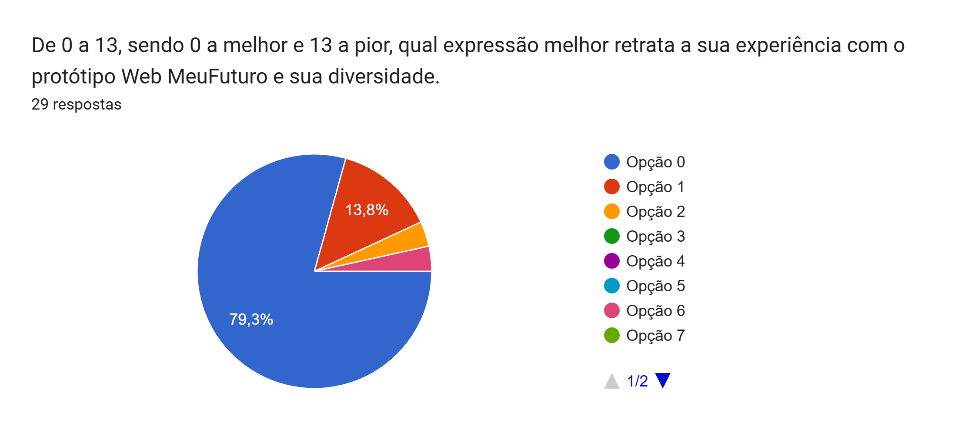 De 0 a 13, sendo 0 a melhor e 13 a pior, qual expressão melhor retrata a sua experiência com o
protótipo Web MeuFuturo e sua diversidade.
29 respostas
13,8%
79,3%
Opção 0
Opção 1
Opção 2
Opção 3
Opção 4
Opção 5
Opção 6
Opção 7
1/2